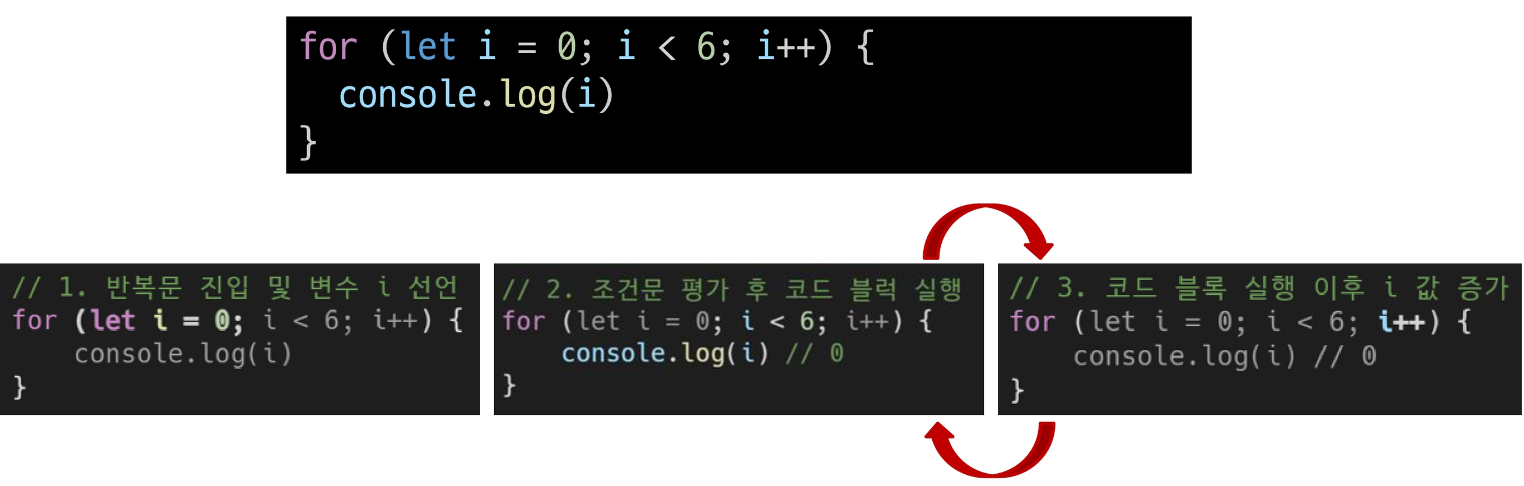 for (let i = 0; i < 6; i++) {
  console.log(i)
}
// 1. 반복문 진입 및 변수 i 선언
for (let i = 0; i < 6; i++) {
    console.log(i)
}
// 2. 조건문 평가 후 코드 블럭 실행
for (let i = 0; i < 6; i++) {
    console.log(i) // 0
}
// 3. 코드 블록 실행 이후 i 값 증가
for (let i = 0; i < 6; i++) {
    console.log(i) // 0
}